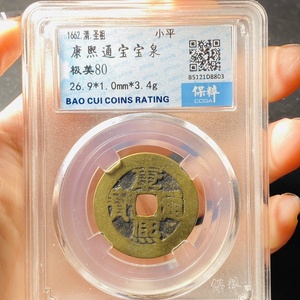 1662.清.圣祖 小平
康熙通宝宝泉
极美80
26.9*1.0mm*3.4g
B512108803
保粹
CCGA
BAO CUI COINS RATING
康熙通寶